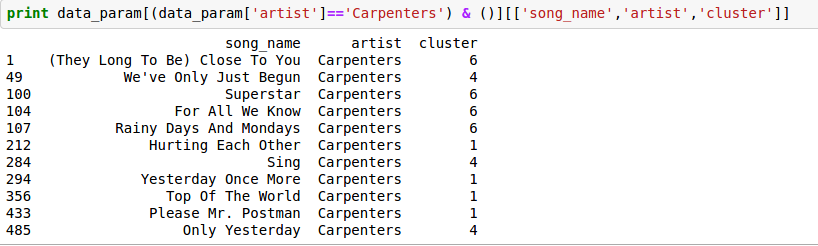 print data_param[(data_param['artist']=='Carpenters') & ()][['song_name','artist','cluster']]
song_name artist cluster
1 (They Long To Be) Close To You Carpenters 6
49 We've Only Just Begun Carpenters 4
100 Superstar Carpenters 6
104 For All We Know Carpenters 6
107 Rainy Days And Mondays Carpenters 6
212 Hurting Each Other Carpenters 1
284 Sing Carpenters 4
294 Yesterday Once More Carpenters 1
356 Top Of The World Carpenters 1
433 Please Mr. Postman Carpenters 1
485 Only Yesterday Carpenters 4